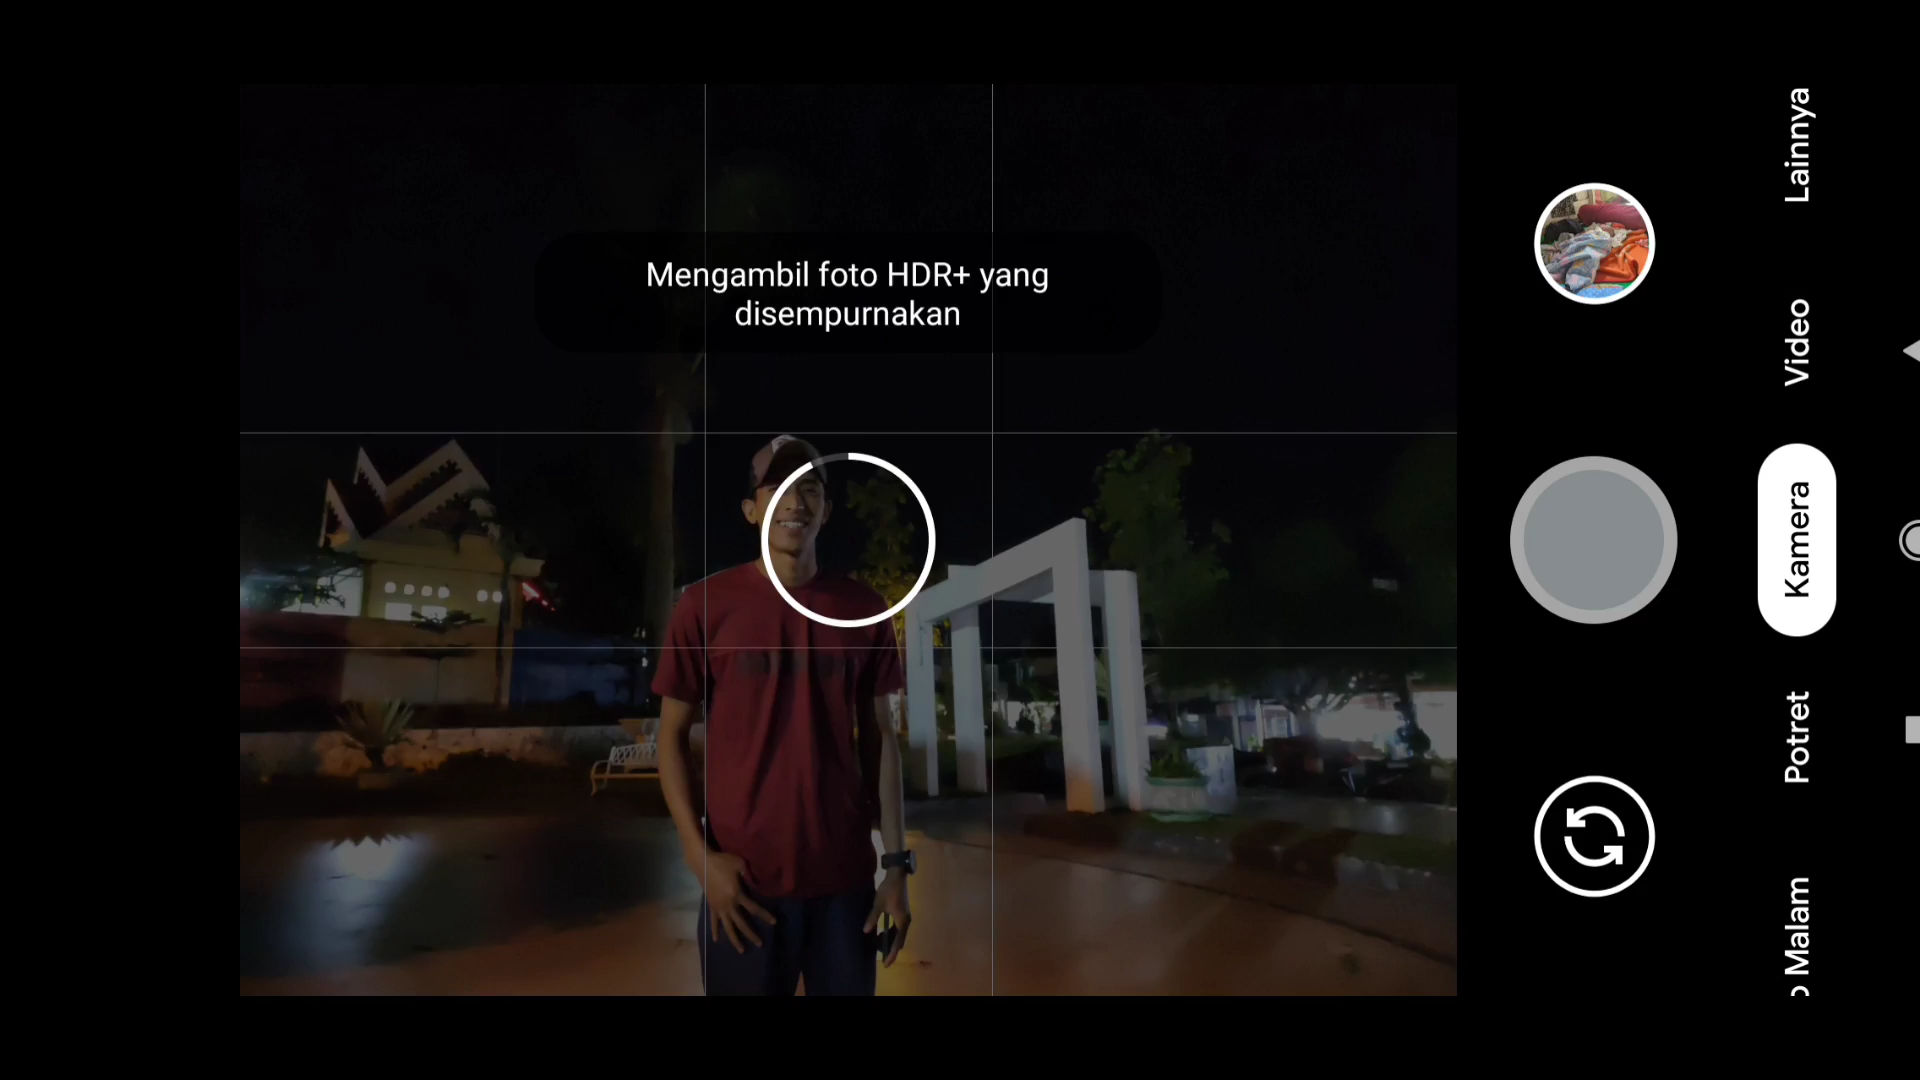 Mengambil foto HDR+ yang
disempurnakan
Lainnya
Video
Kamera
Potret
Malam